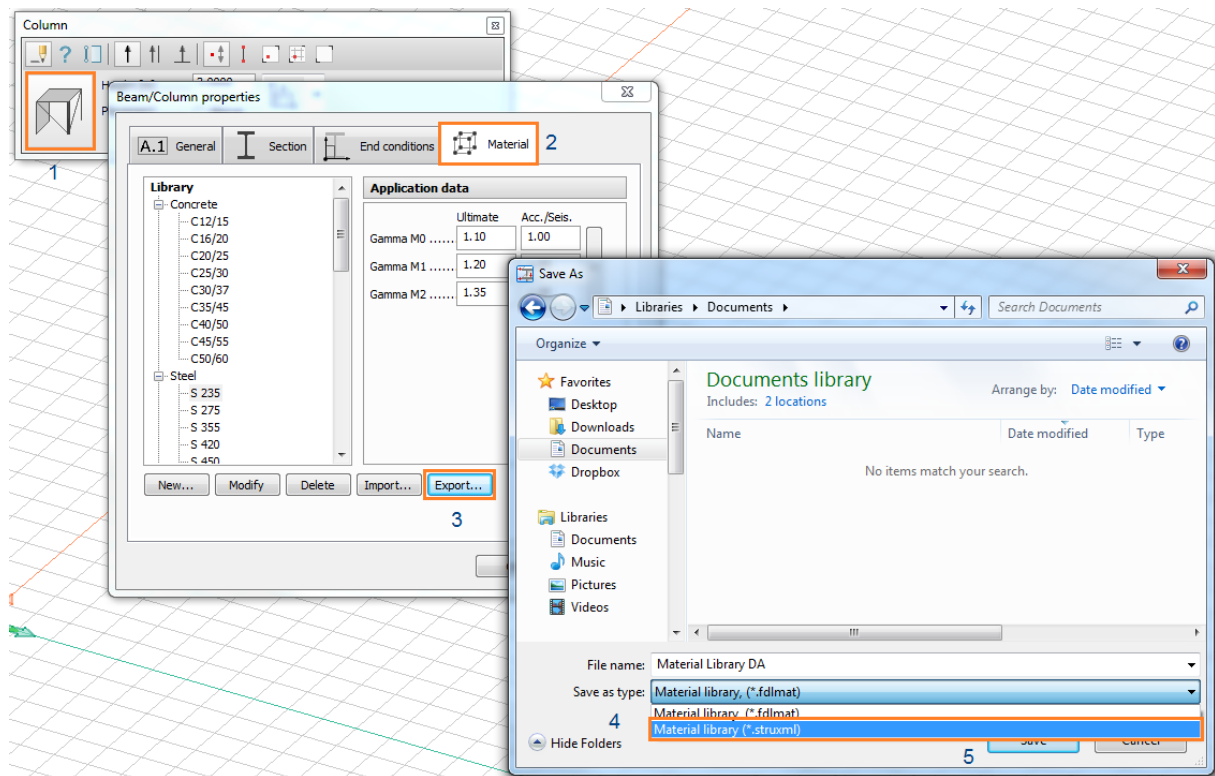 Column
1
Beam/Column properties
A.1 General
Section
End conditions
Material
2
Library
Concrete
C12/15
C16/20
C20/25
C25/30
C30/37
C35/45
C40/50
C45/55
C50/60
Steel
S 235
S 275
S 355
S 420
S 450
Application data
Ultimate Acc./Seis.
Gamma M0 ...... 1.10 1.00
Gamma M1 ...... 1.20
Gamma M2 ...... 1.35
New... Modify Delete Import... Export...
3
Save As
Libraries Documents
Search Documents
Organize
Favorites
Desktop
Downloads
Documents
Dropbox
Libraries
Documents
Music
Pictures
Videos
Documents library
Includes: 2 locations
Arrange by: Date modified
Name Date modified Type
No items match your search.
File name: Material Library DA
Save as type: Material library, (*.fdlmat)
Material library, (*.fdlmat)
Material library (*.struxml)
4
Hide Folders
Save Cancel
5